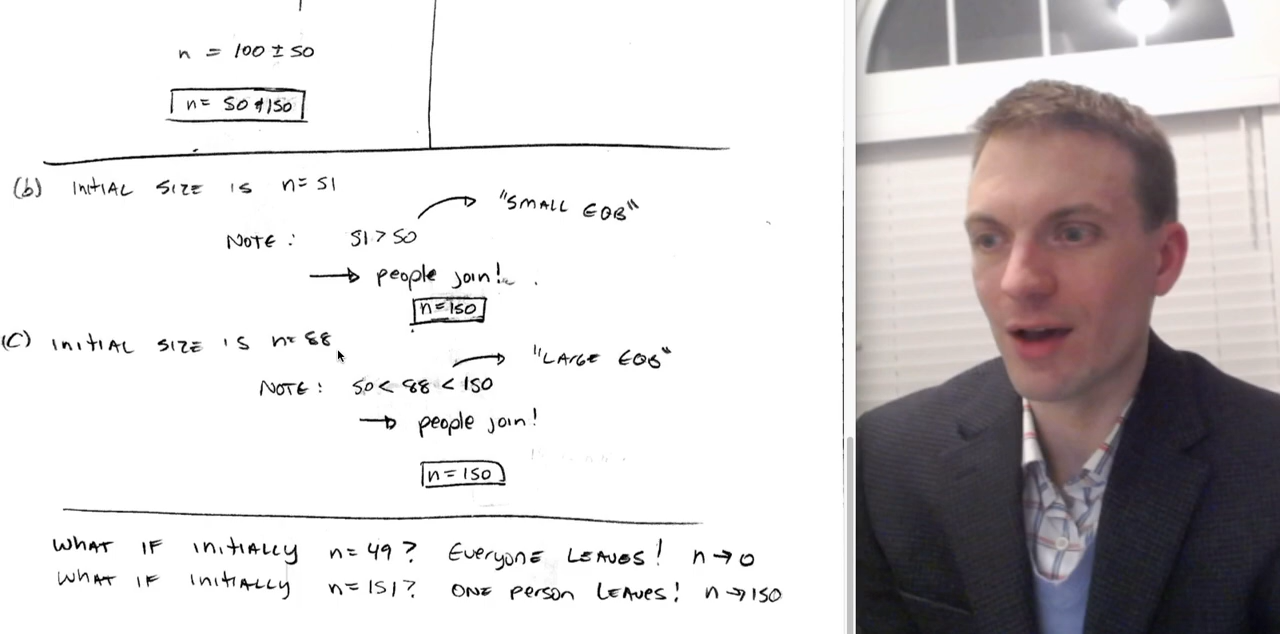 n = 100 ± 50
n = 50 & 150
(b) INITIAL SIZE IS n=51
"SMALL EQB"
NOTE: 51 > 50
→ people join!
n=150
(C) INITIAL SIZE IS n=88
"LARGE EQB"
NOTE: 50 < 88 < 150
→ people join!
n=150
WHAT IF INITIALLY n=49? EVERYONE LEAVES! n→0
WHAT IF INITIALLY n=151? ONE PERSON LEAVES! n→150